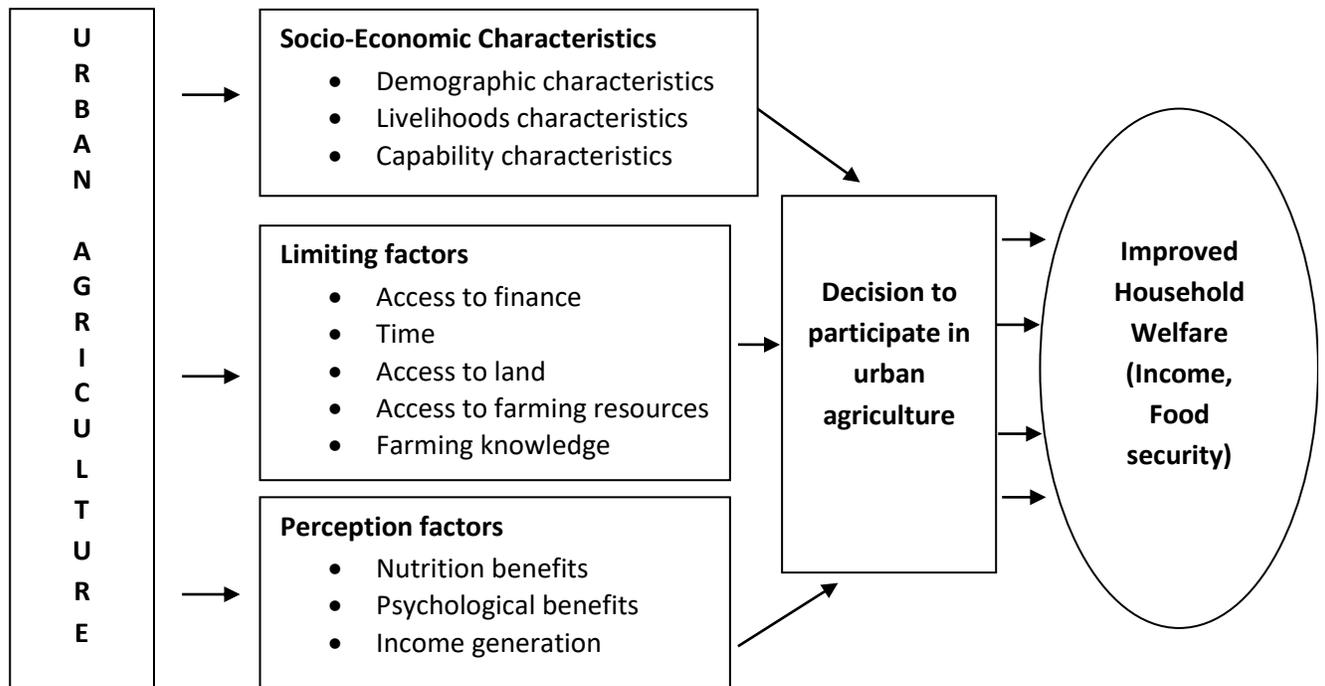 URBAN AGRICULTURE
Socio-Economic Characteristics
• Demographic characteristics
• Livelihoods characteristics
• Capability characteristics
Limiting factors
• Access to finance
• Time
• Access to land
• Access to farming resources
• Farming knowledge
Perception factors
• Nutrition benefits
• Psychological benefits
• Income generation
Decision to
participate in
urban
agriculture
Improved
Household
Welfare
(Income,
Food
security)